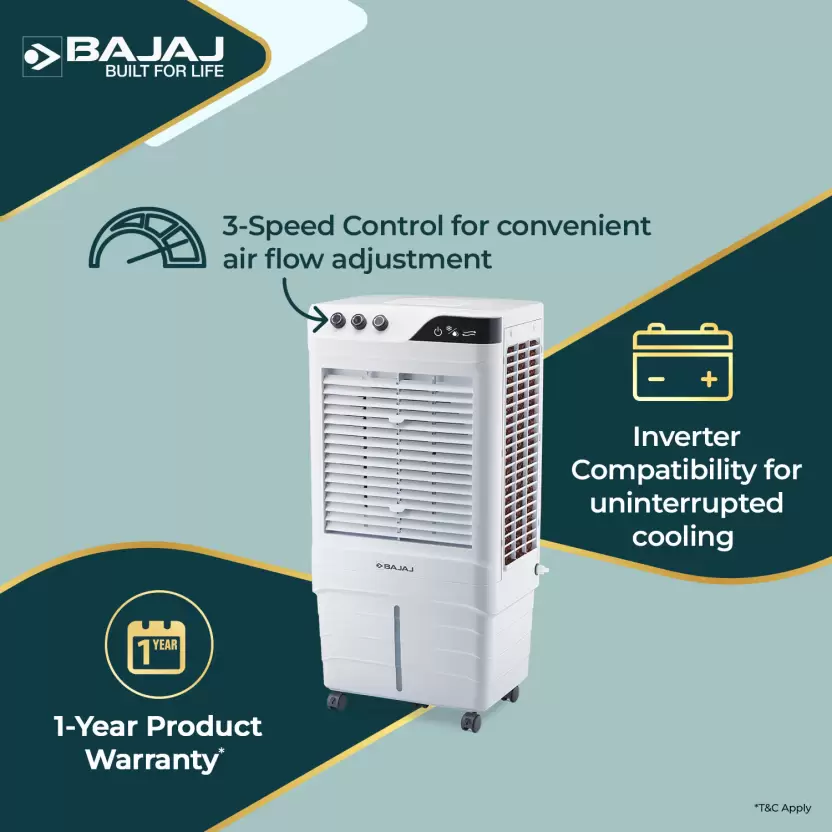 BAJAJ
BUILT FOR LIFE
3-Speed Control for convenient
air flow adjustment
Inverter
Compatibility for
uninterrupted
cooling
BAJAJ
1 YEAR
1-Year Product
Warranty*
*T&C Apply